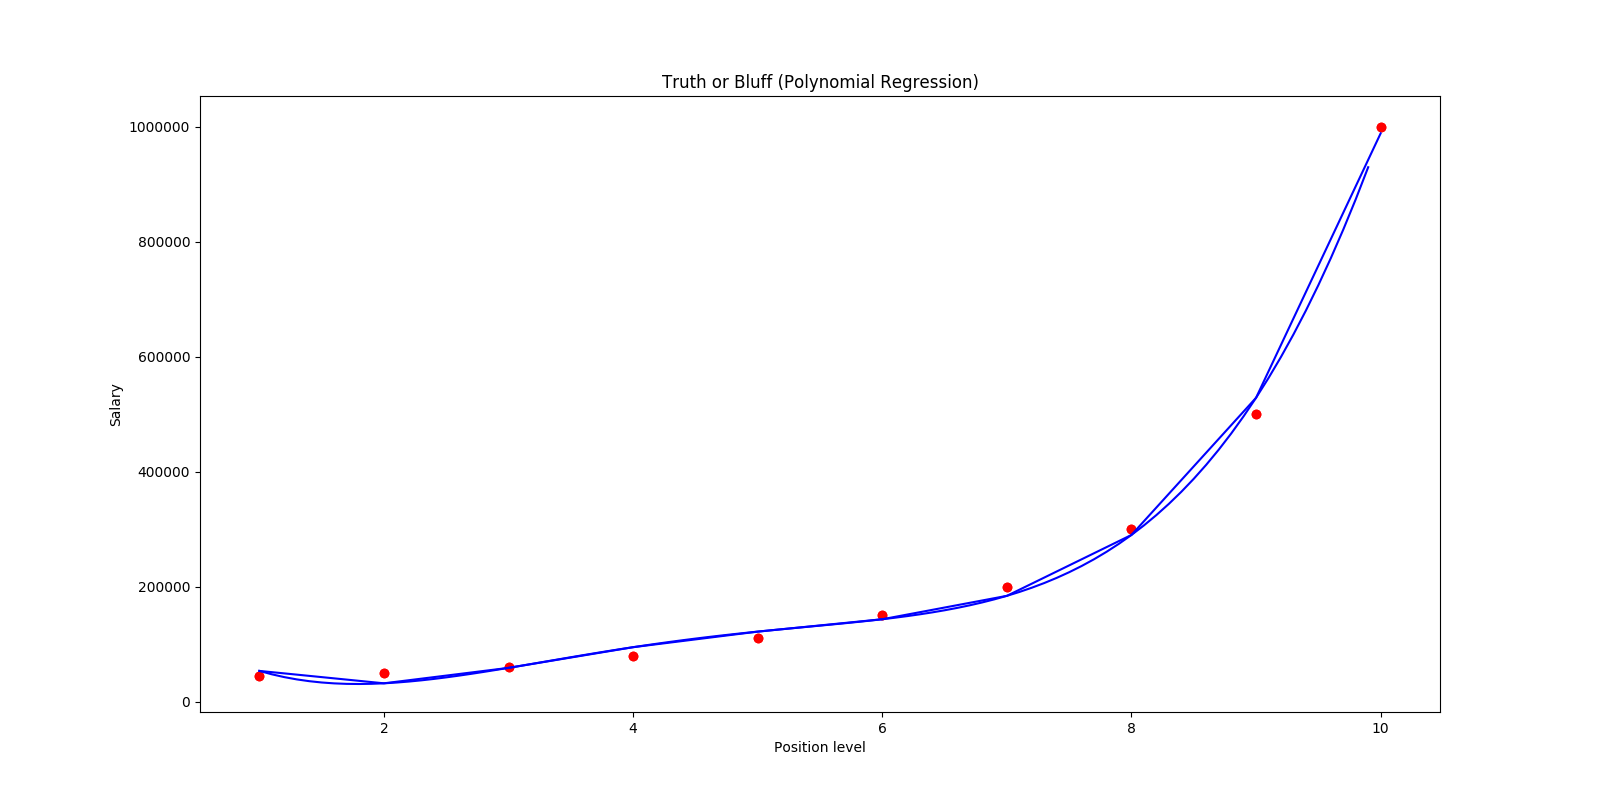 Truth or Bluff (Polynomial Regression)
1000000
800000
600000
400000
200000
0
Salary
2 4 6 8 10
Position level